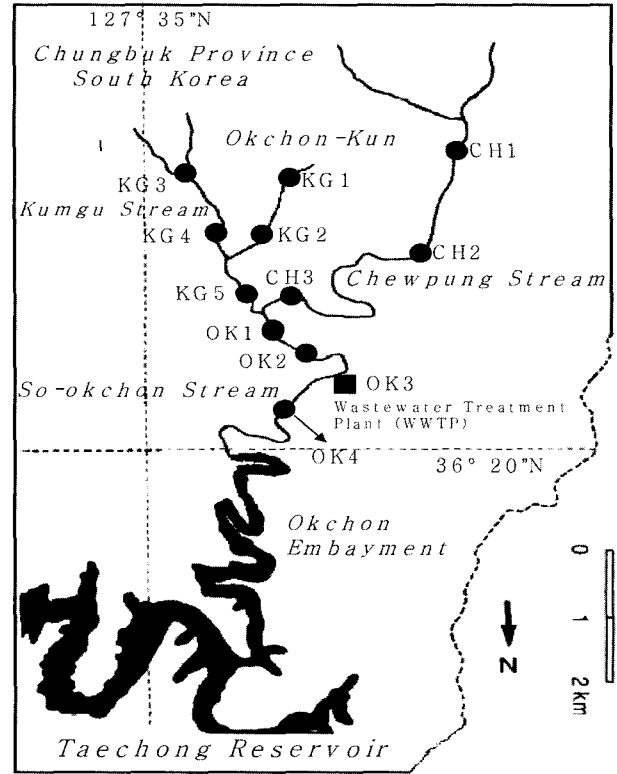 127° 35"N
Chungbuk Province
South Korea
Okchon-Kun
CH1
KG3
KG1
Kumgu Stream
KG4
KG2
CH2
CH3
Chewpung Stream
KG5
OK1
OK2
So-okchon Stream
OK3
Wastewater Treatment
Plant (WWTP)
OK4
36° 20"N
Okchon
Embayment
0
1
2 km
N
Taechong Reservoir